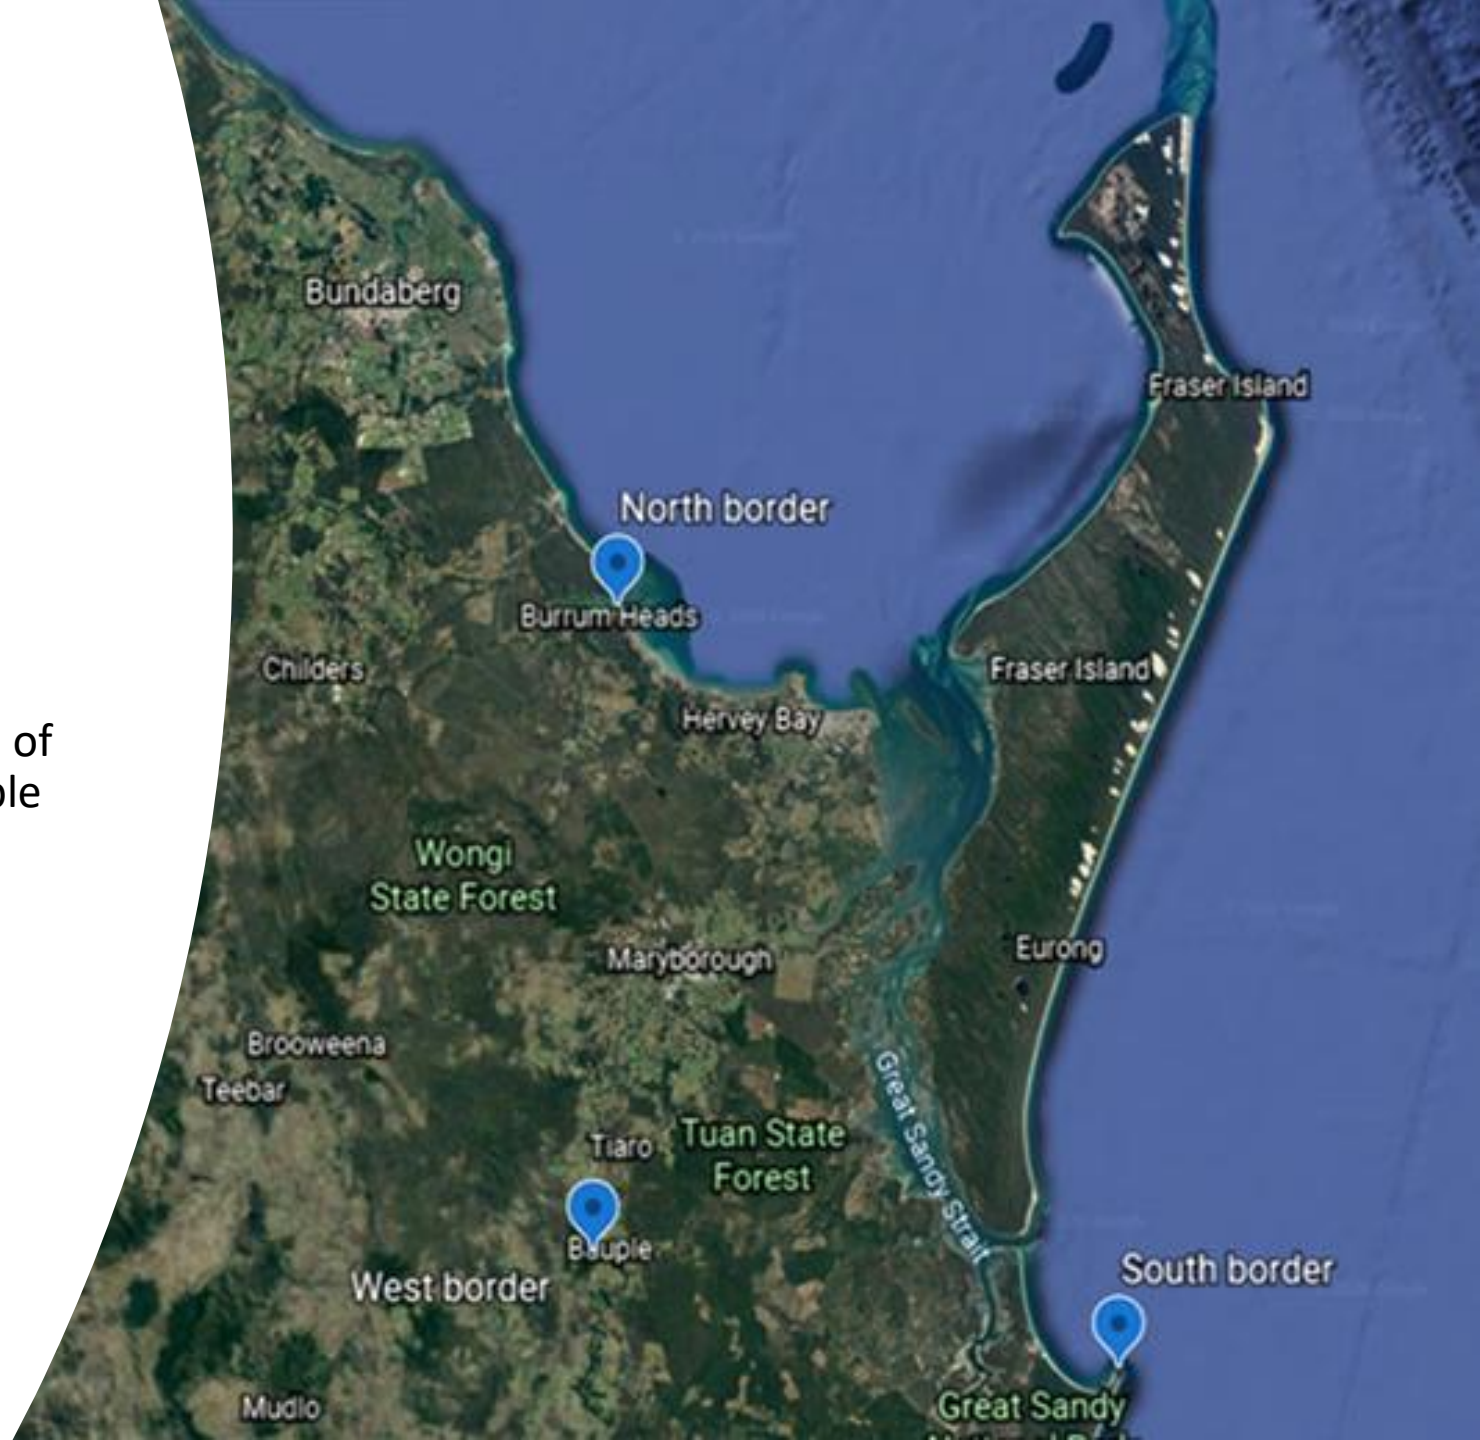 of
ole
Bundaberg
Fraser Island
North border
Burrum Heads
Childers
Fraser Island
Hervey Bay
Wongi
State Forest
Maryborough
Eurong
Brooweena
Teebar
Great Sandy Strait
Tiaro
Tuan State
Forest
Bauple
West border
South border
Mudlo
Great Sandy